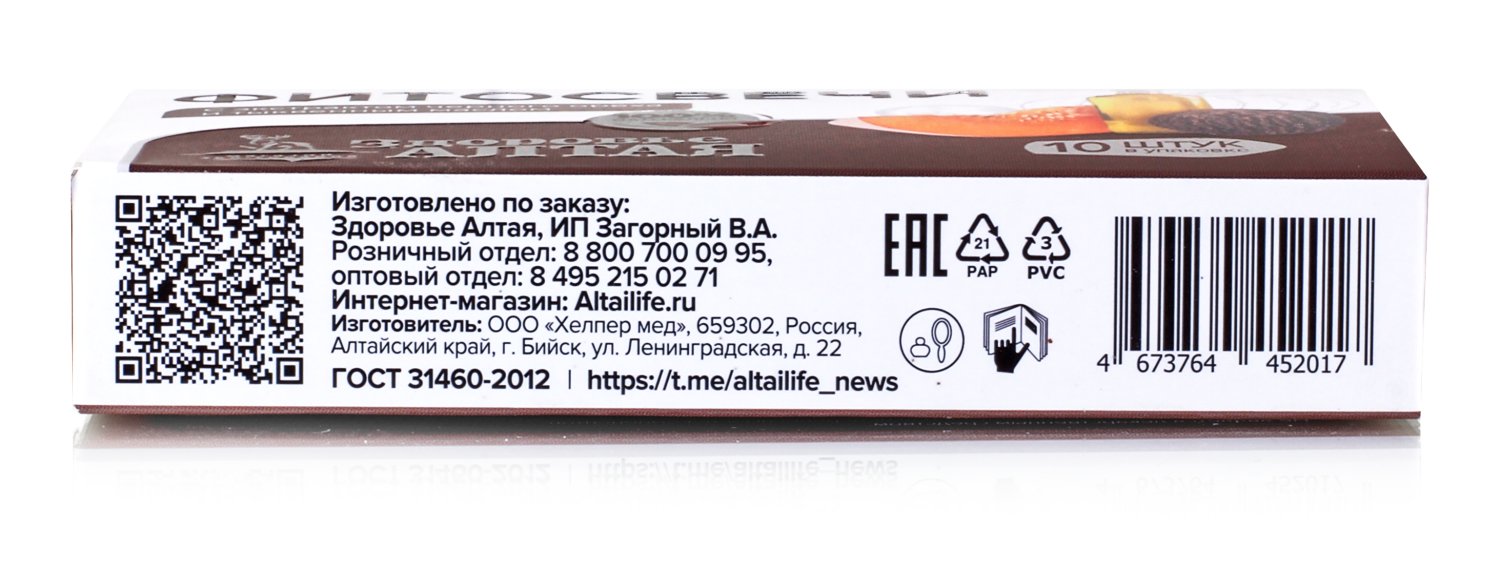 ФИТОСВЕЧИ
Здоровье
АЛТАЯ
10 ШТУК
в упаковке
Изготовлено по заказу:
Здоровье Алтая, ИП Загорный В.А.
Розничный отдел: 8 800 700 09 95,
оптовый отдел: 8 495 215 02 71
Интернет-магазин: Altailife.ru
Изготовитель: ООО «Хелпер мед», 659302, Россия,
Алтайский край, г. Бийск, ул. Ленинградская, д. 22
ГОСТ 31460-2012 | https://t.me/altailife_news
EAC
21
PAP
3
PVC
4 673764 452017